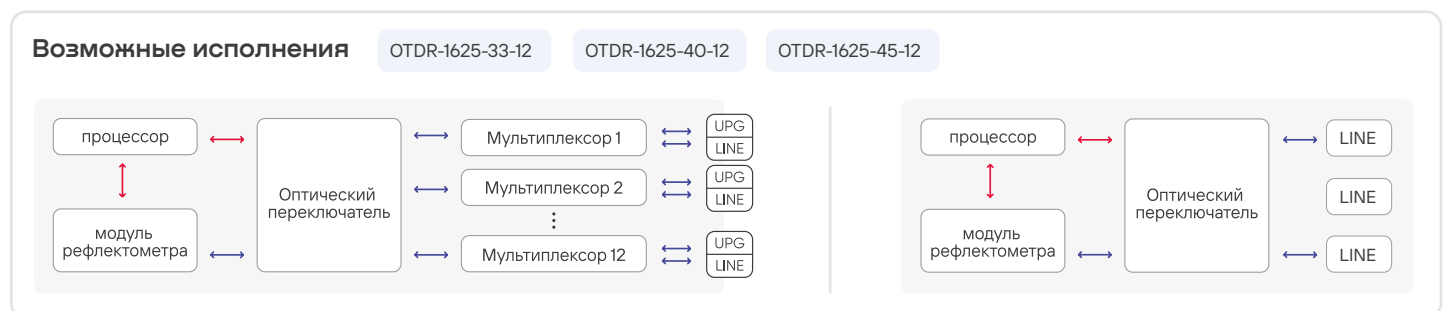 Возможные исполнения
OTDR-1625-33-12
OTDR-1625-40-12
OTDR-1625-45-12
процессор
модуль
рефлектометра
Оптический
переключатель
Мультиплексор 1
UPG
LINE
Мультиплексор 2
UPG
LINE
Мультиплексор 12
UPG
LINE
процессор
модуль
рефлектометра
Оптический
переключатель
LINE
LINE
LINE